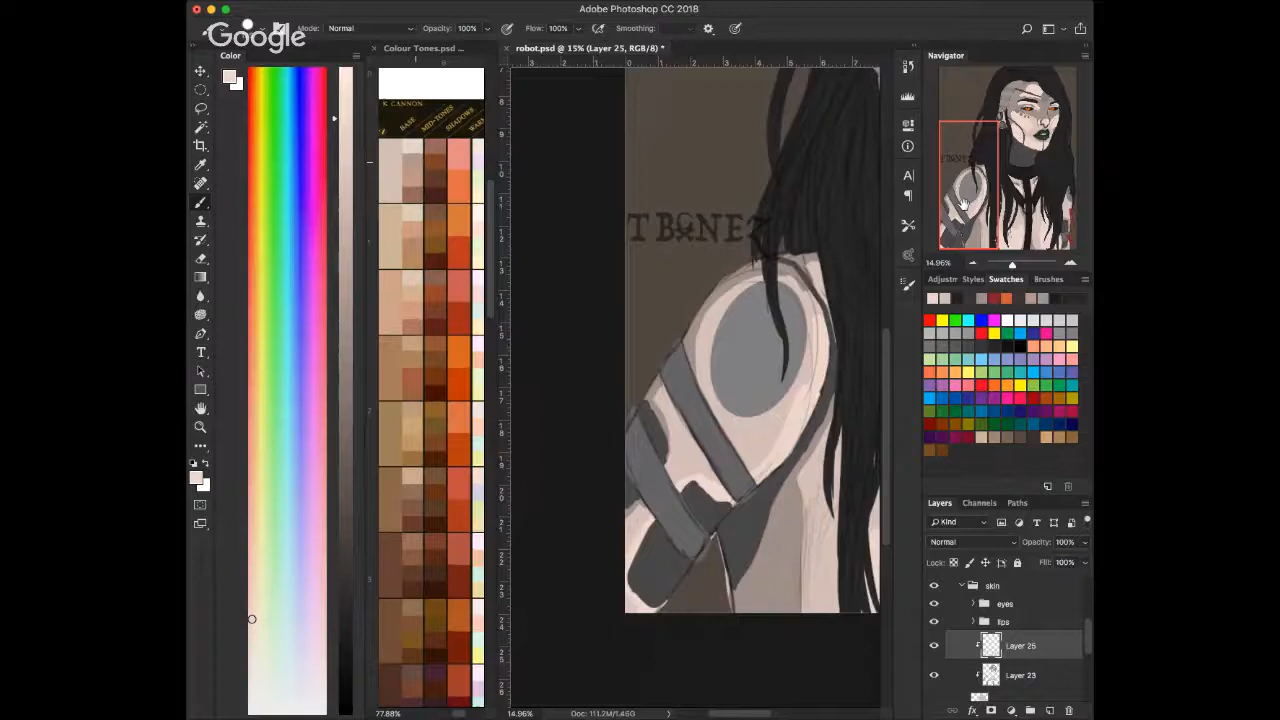 Adobe Photoshop CC 2018
Mode: Normal Opacity: 100% Flow: 100% Smoothing:
Google
Color
Colour Tones.psd ...
robot.psd @ 15% (Layer 25, RGB/8) *
Navigator
K CANNON
BASE MID-TONES SHADOWS
T BONEZ
14.96%
Adjustm Styles Swatches Brushes
Layers Channels Paths
Kind
Normal Opacity: 100%
Lock: Fill: 100%
skin
eyes
lips
Layer 25
Layer 23
77.88%
14.96% Doc: 111.2M/1.45G